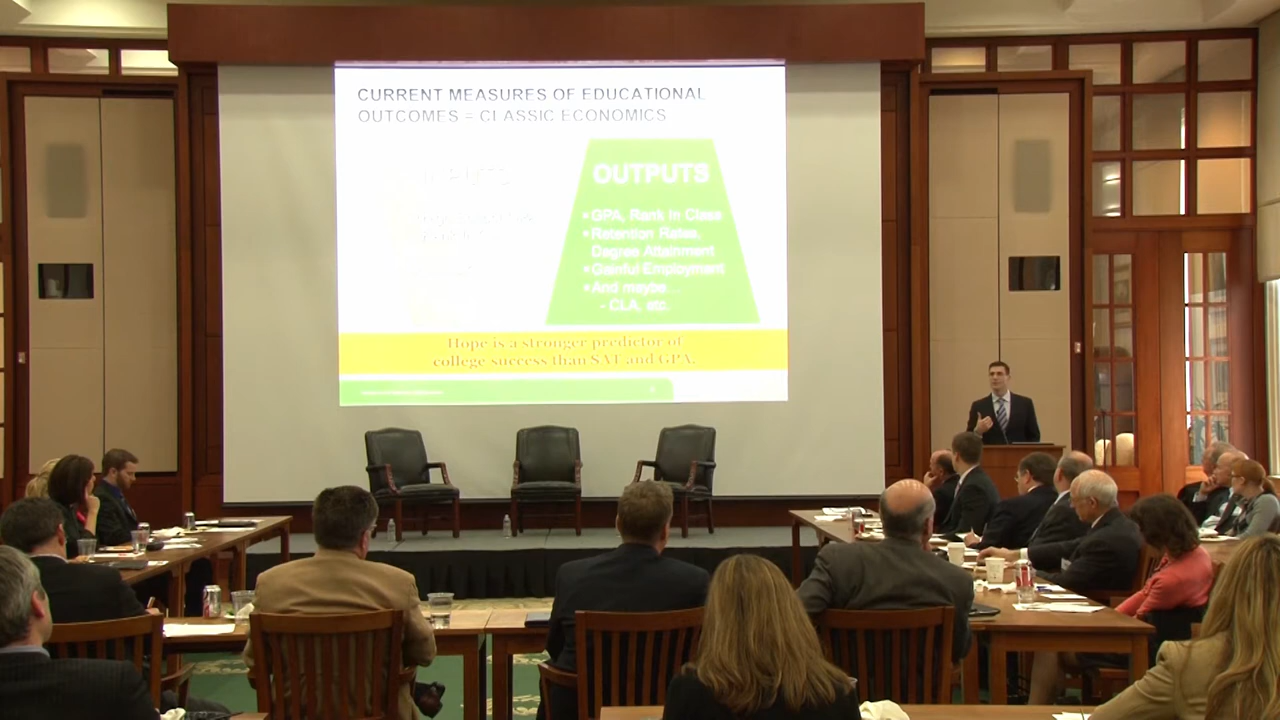 CURRENT MEASURES OF EDUCATIONAL
OUTCOMES = CLASSIC ECONOMICS
OUTPUTS
•GPA, Rank in Class
•Retention Rates,
Degree Attainment
•Gainful Employment
•And maybe…
- CLA, etc.
Hope is a stronger predictor of
college success than SAT and GPA.